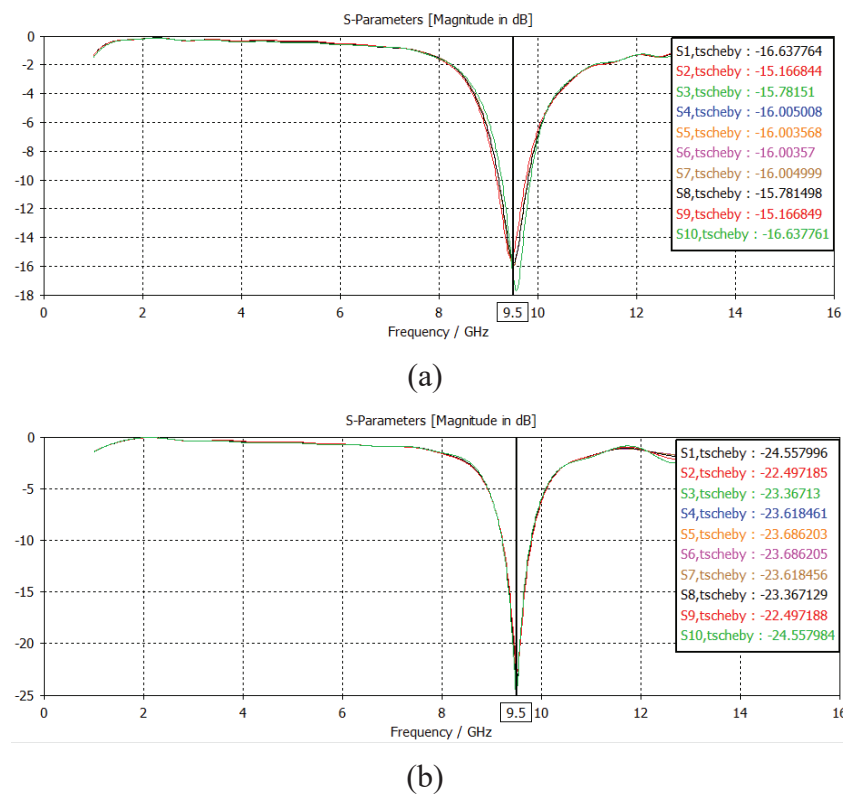 S-Parameters [Magnitude in dB]
0
-2
-4
-6
-8
-10
-12
-14
-16
-18
S1,tscheby : -16.637764
S2,tscheby : -15.166844
S3,tscheby : -15.78151
S4,tscheby : -16.005008
S5,tscheby : -16.003568
S6,tscheby : -16.00357
S7,tscheby : -16.004999
S8,tscheby : -15.781498
S9,tscheby : -15.166849
S10,tscheby : -16.637761
0 2 4 6 8 9.5 10 12 14 16
Frequency / GHz
(a)
S-Parameters [Magnitude in dB]
0
-5
-10
-15
-20
-25
S1,tscheby : -24.557996
S2,tscheby : -22.497185
S3,tscheby : -23.36713
S4,tscheby : -23.618461
S5,tscheby : -23.686203
S6,tscheby : -23.686205
S7,tscheby : -23.618456
S8,tscheby : -23.367129
S9,tscheby : -22.497188
S10,tscheby : -24.557984
0 2 4 6 8 9.5 10 12 14 16
Frequency / GHz
(b)